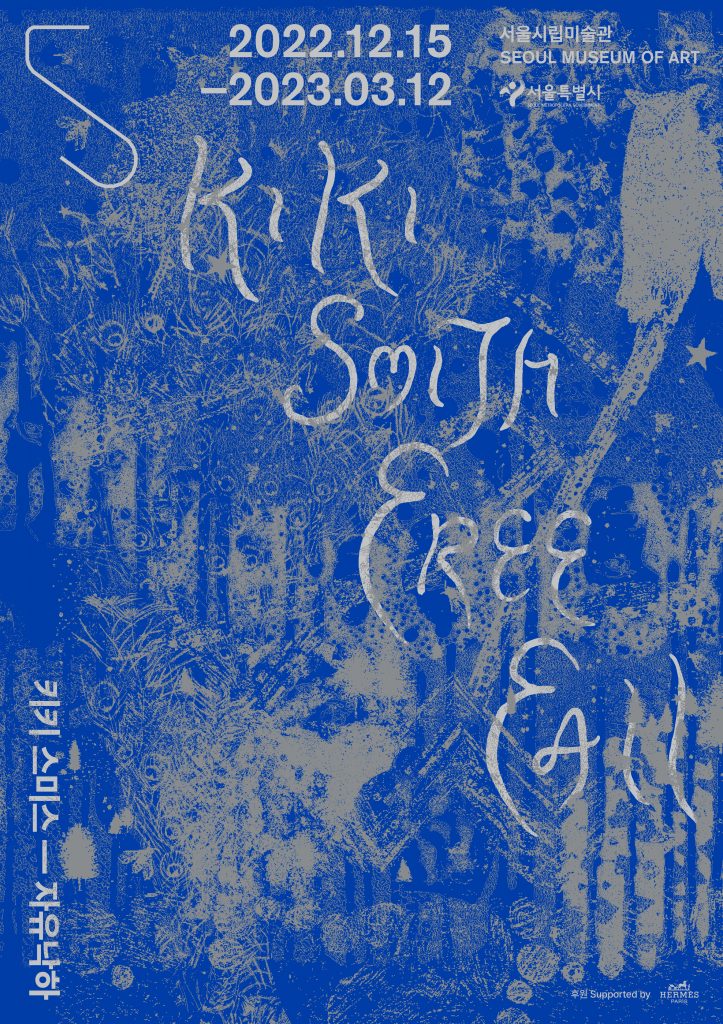 2022.12.15
–2023.03.12
서울시립미술관
SEOUL MUSEUM OF ART
서울특별시
SEOUL METROPOLITAN GOVERNMENT
KIKI
SMITH
FREE
FALL
키키 스미스 — 자유낙하
후원 Supported by
HERMÈS
PARIS